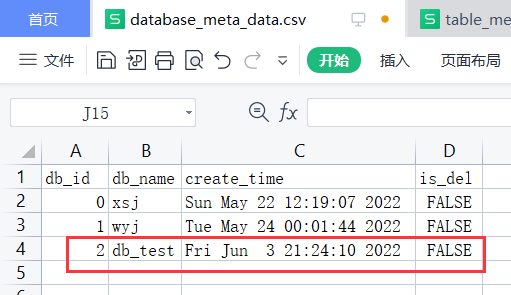 首页 S database_meta_data.csv S table_me
文件 开始 插入 页面布局
J15 fx
A B C D
1 db_id db_name create_time is_del
2 0 xsj Sun May 22 12:19:07 2022 FALSE
3 1 wyj Tue May 24 00:01:44 2022 FALSE
4 2 db_test Fri Jun  3 21:24:10 2022 FALSE
5